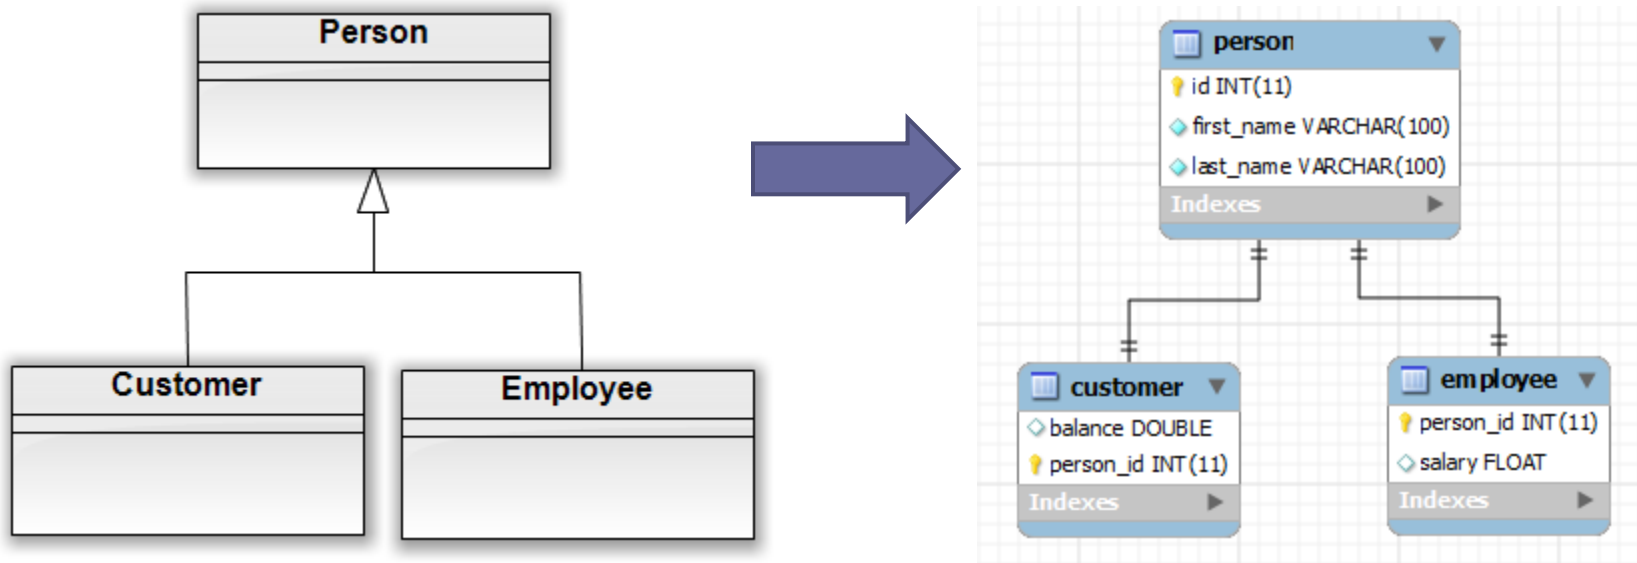 Person
Customer
Employee
person
id INT(11)
first_name VARCHAR(100)
last_name VARCHAR(100)
Indexes
customer
balance DOUBLE
person_id INT(11)
Indexes
employee
person_id INT(11)
salary FLOAT
Indexes